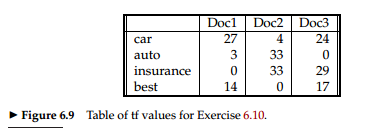 Doc1 Doc2 Doc3
car 27 4 24
auto 3 33 0
insurance 0 33 29
best 14 0 17
► Figure 6.9 Table of tf values for Exercise 6.10.